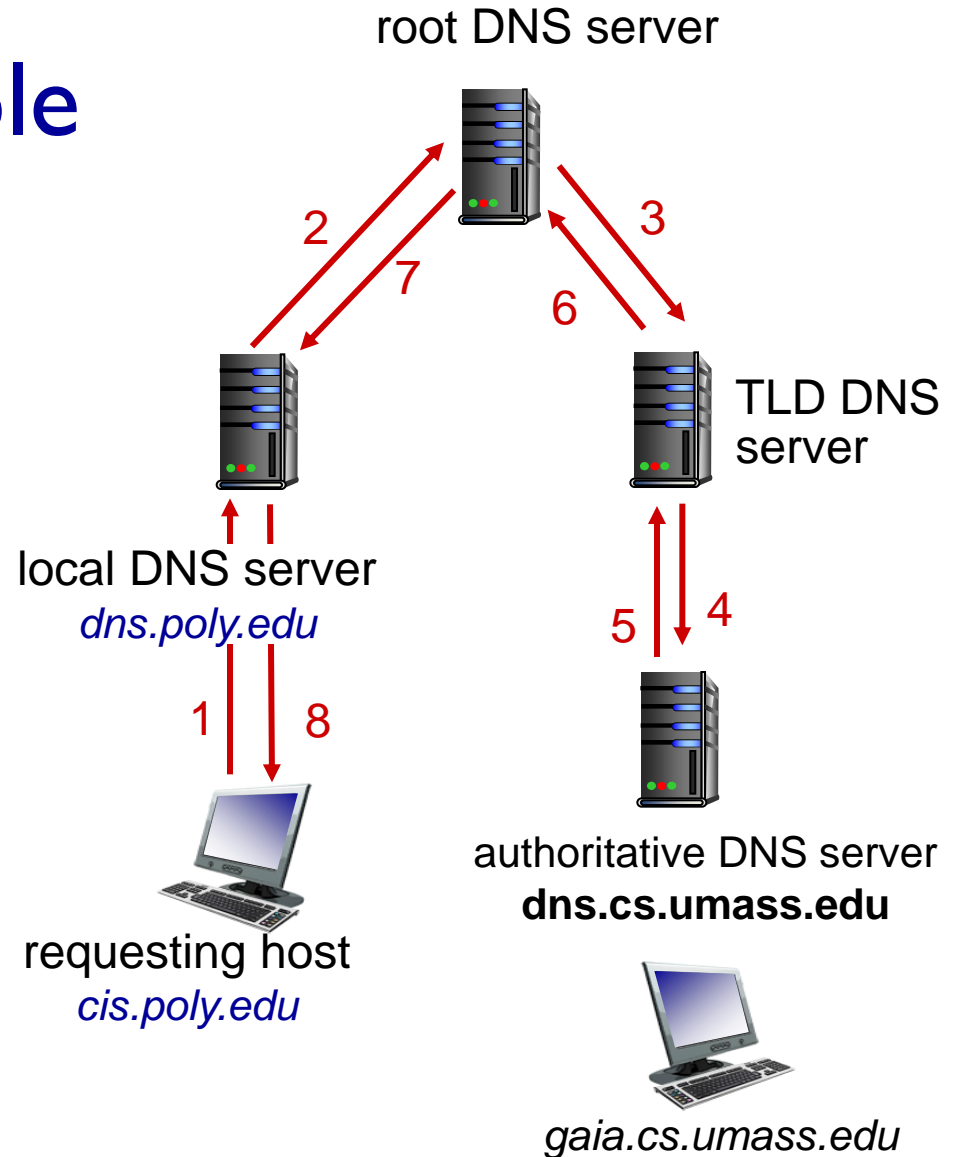 root DNS server
ple
2
3
7
6
TLD DNS
server
local DNS server
dns.poly.edu
5
4
1
8
authoritative DNS server
dns.cs.umass.edu
requesting host
cis.poly.edu
gaia.cs.umass.edu